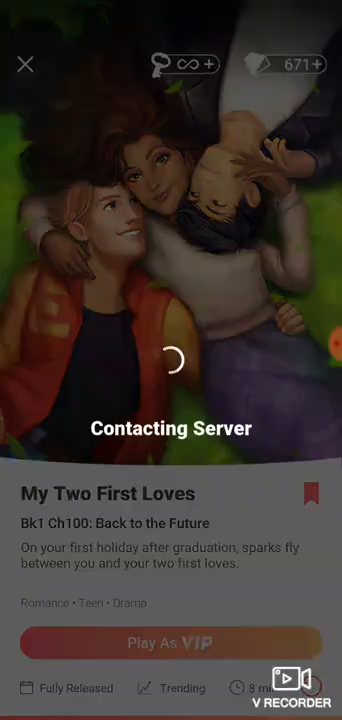 ∞ +
671+
Contacting Server
My Two First Loves
Bk1 Ch100: Back to the Future
On your first holiday after graduation, sparks fly
between you and your two first loves.
Romance • Teen • Drama
Play As VIP
Fully Released
Trending
8 mi
V RECORDER